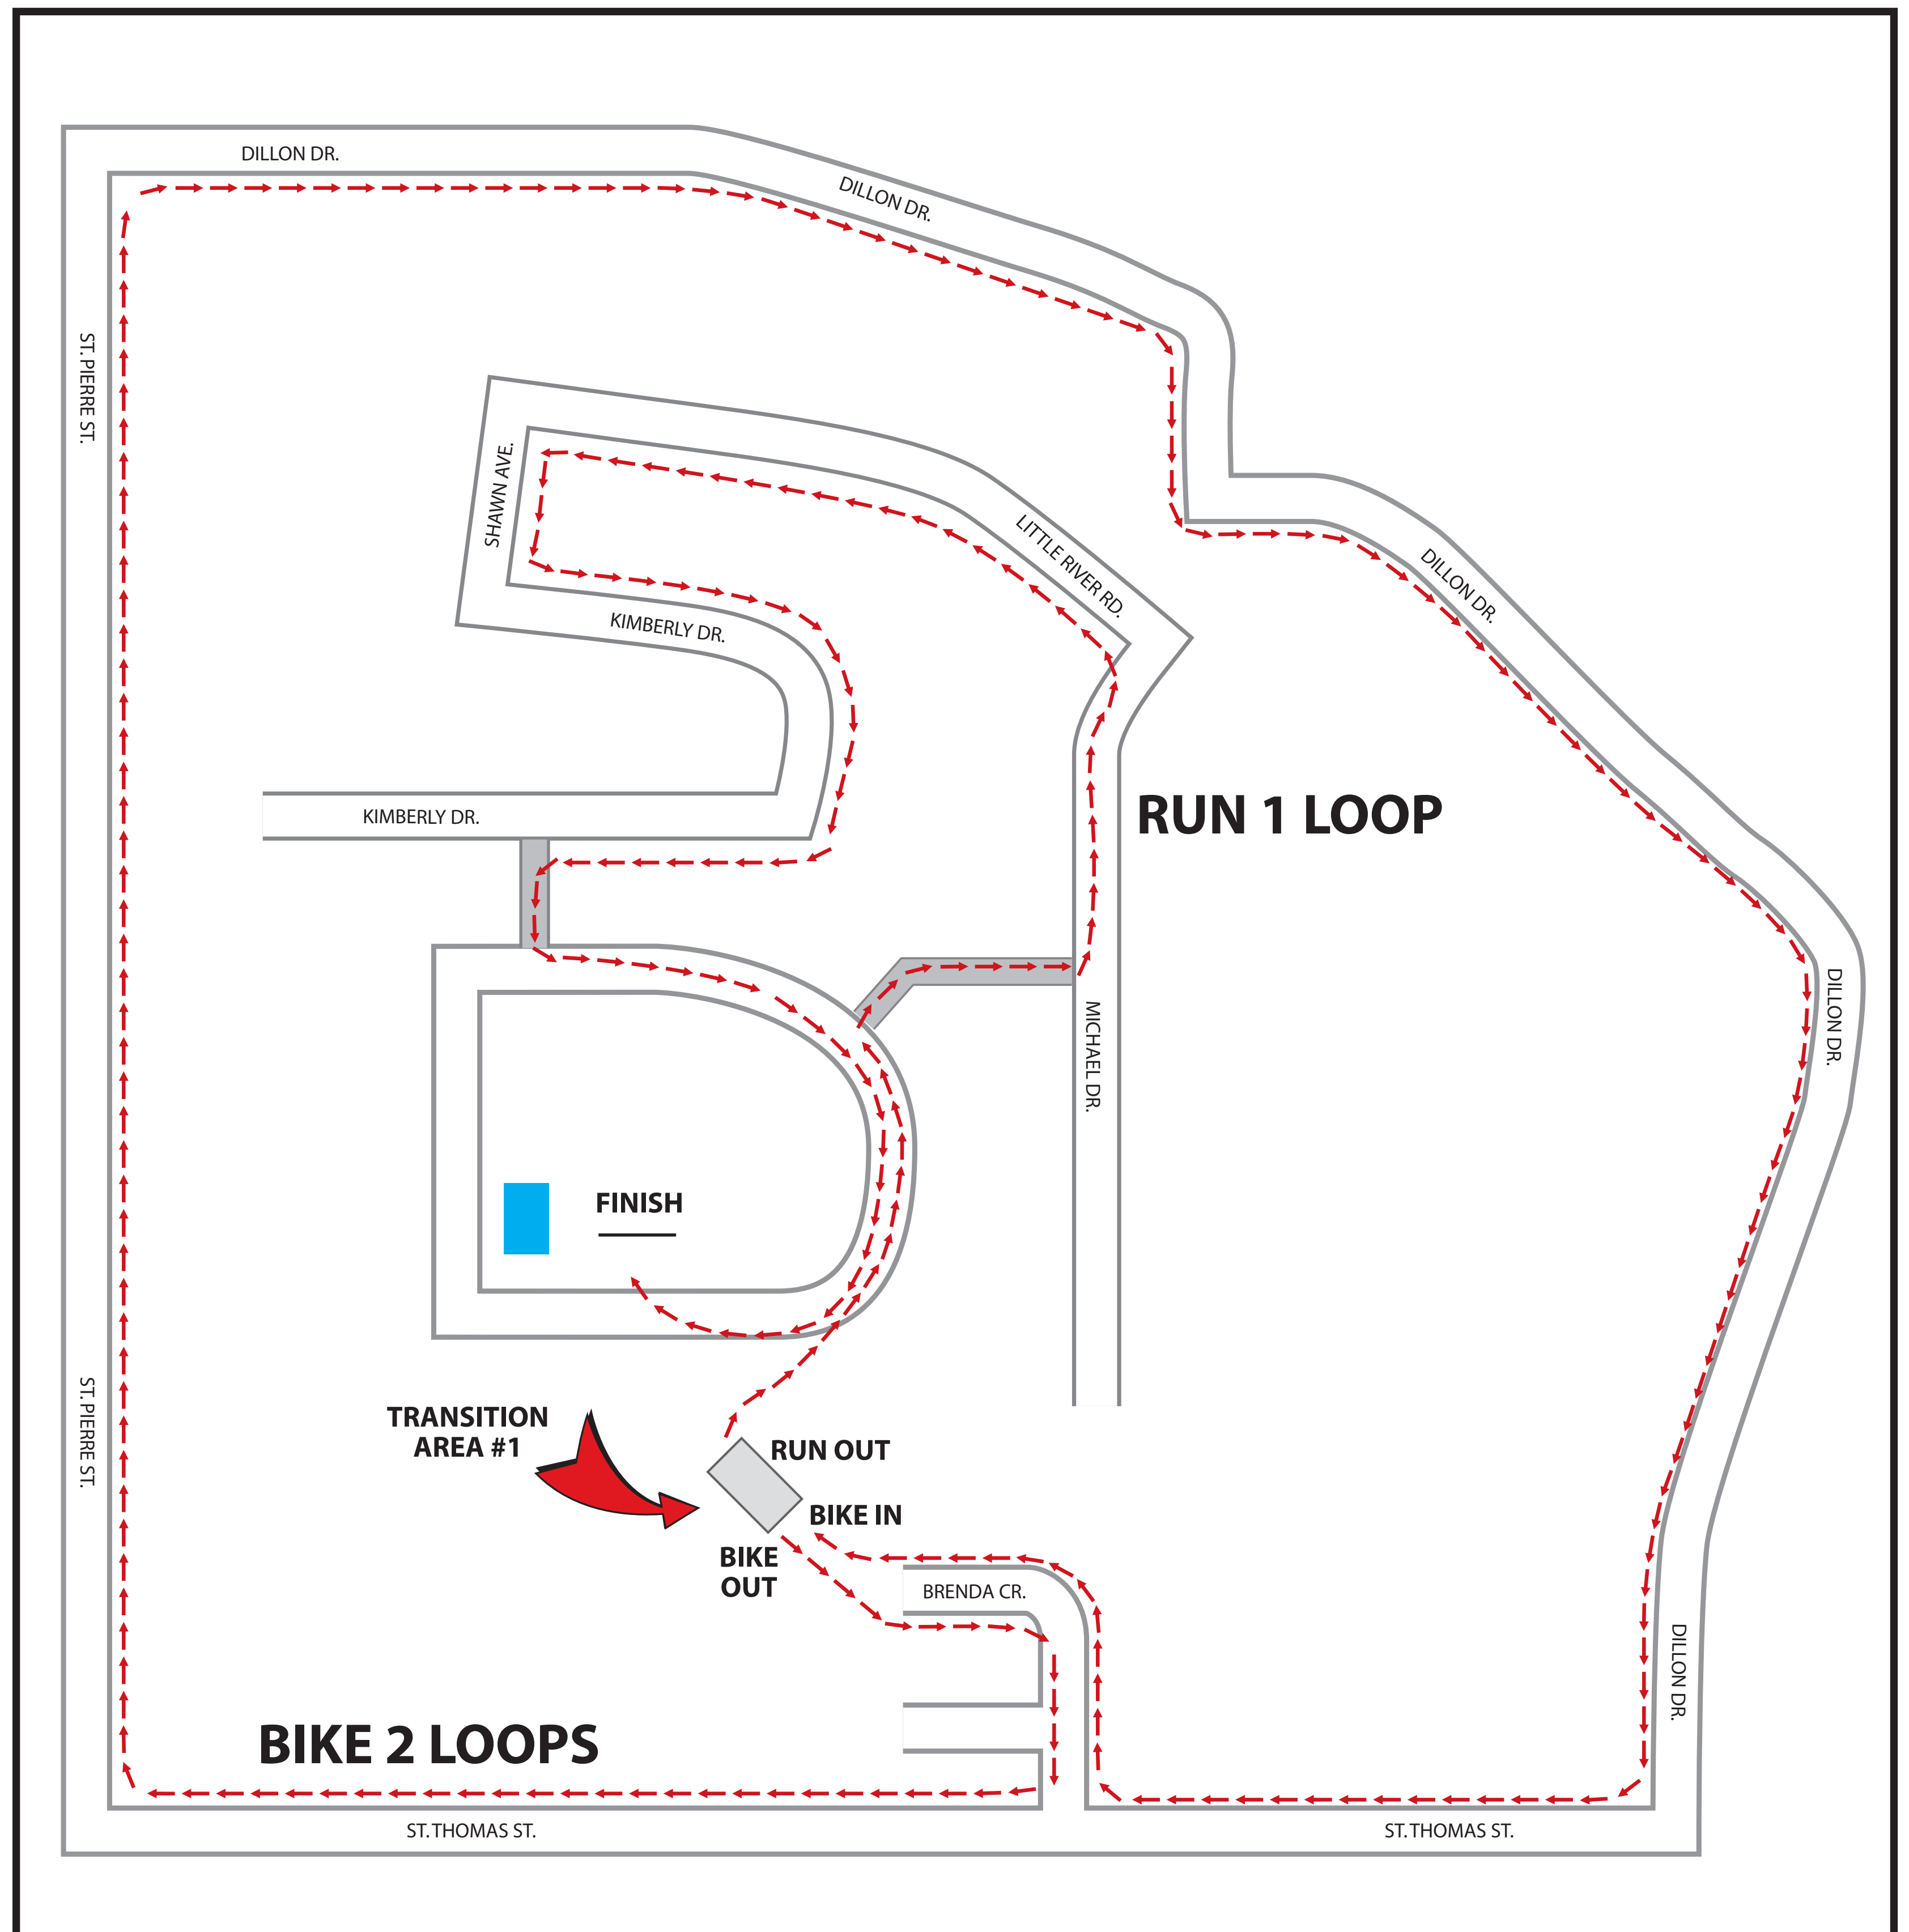 DILLON DR.
DILLON DR.
ST. PIERRE ST.
SHAWN AVE.
LITTLE RIVER RD.
DILLON DR.
KIMBERLY DR.
KIMBERLY DR.
RUN 1 LOOP
DILLON DR.
MICHAEL DR.
FINISH
ST. PIERRE ST.
TRANSITION
AREA #1
RUN OUT
BIKE IN
BIKE
OUT
BRENDA CR.
DILLON DR.
BIKE 2 LOOPS
ST. THOMAS ST.
ST. THOMAS ST.